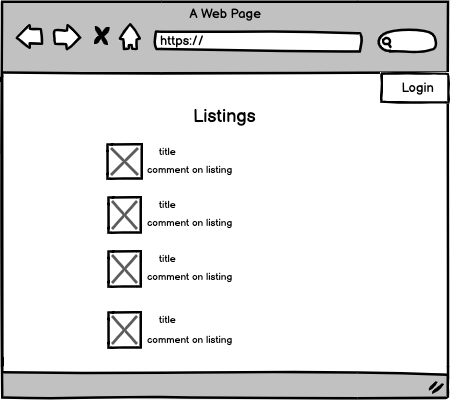 A Web Page
https://
Login
Listings
title
comment on listing
title
comment on listing
title
comment on listing
title
comment on listing